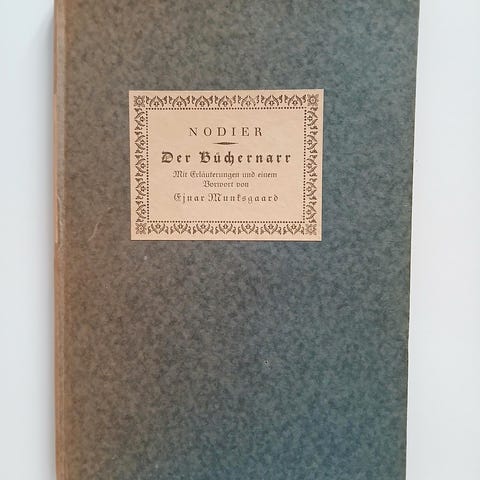 NODIER
Der Büchernarr
Mit Erläuterungen und einem
Vorwort von
Ejnar Munksgaard